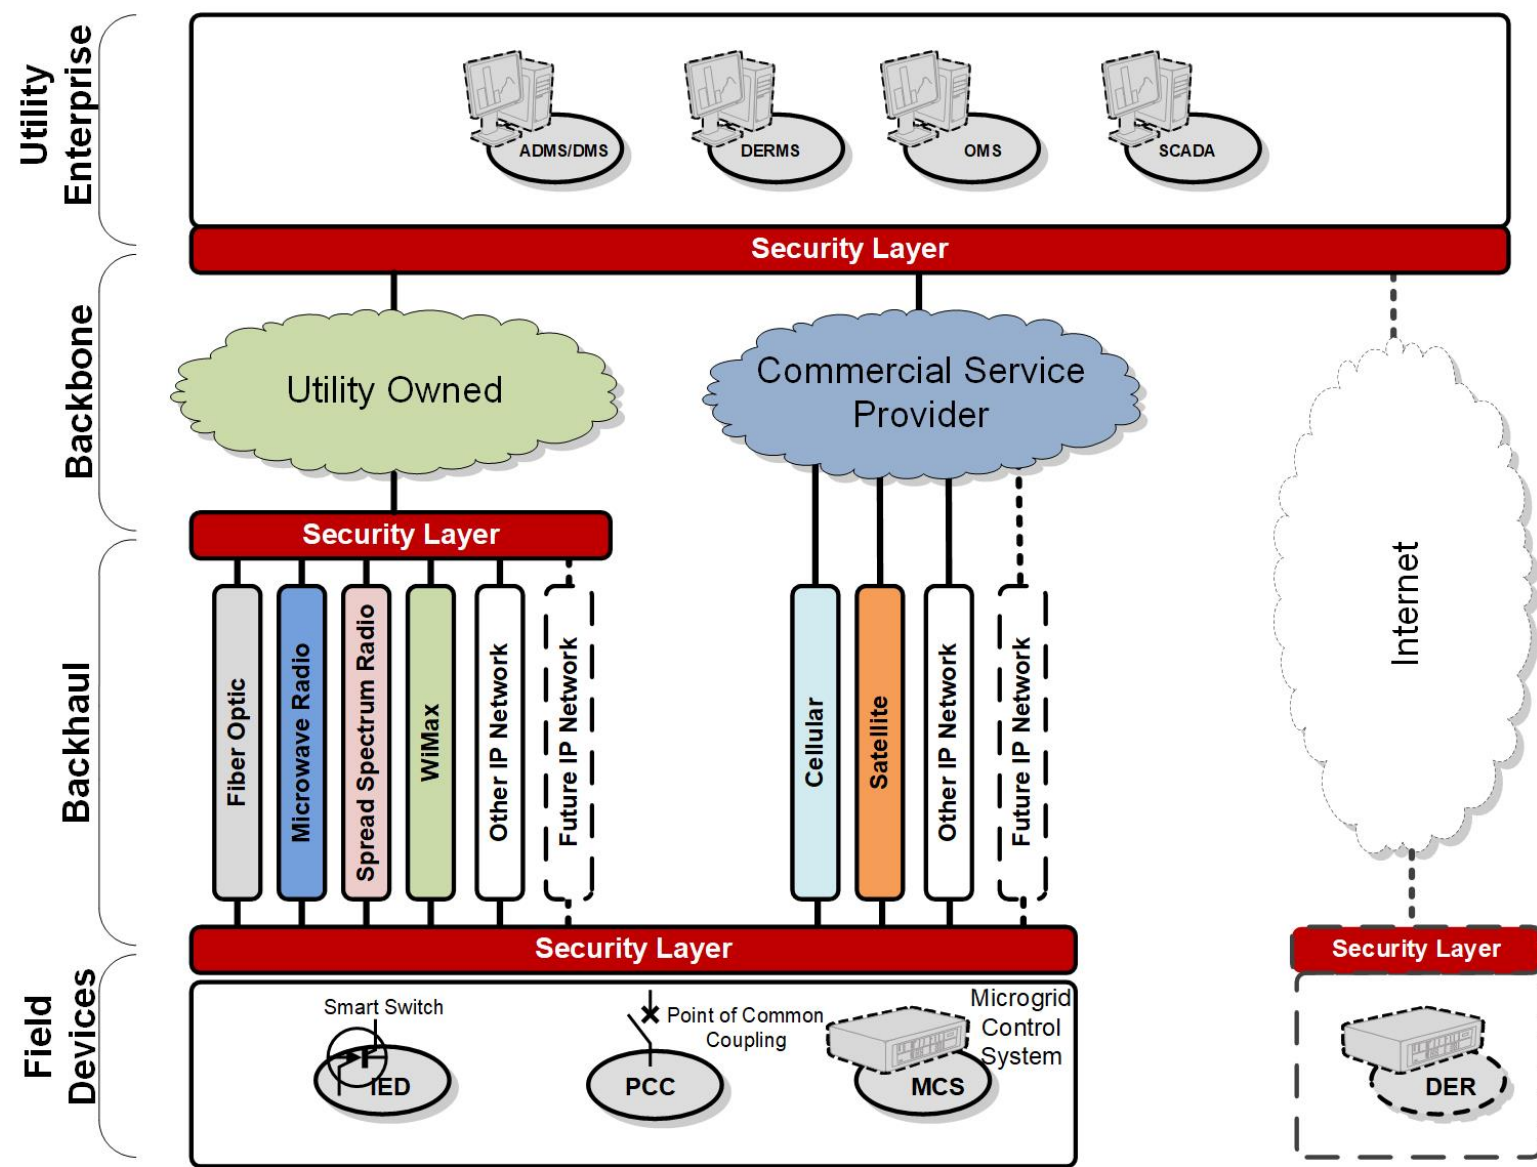 Utility
Enterprise
ADMS/DMS
DERMS
OMS
SCADA
Security Layer
Backbone
Utility Owned
Commercial Service
Provider
Internet
Security Layer
Backhaul
Fiber Optic
Microwave Radio
Spread Spectrum Radio
WiMax
Other IP Network
Future IP Network
Cellular
Satellite
Other IP Network
Future IP Network
Security Layer
Security Layer
Field
Devices
Smart Switch
IED
Point of Common
Coupling
PCC
Microgrid
Control
System
MCS
DER